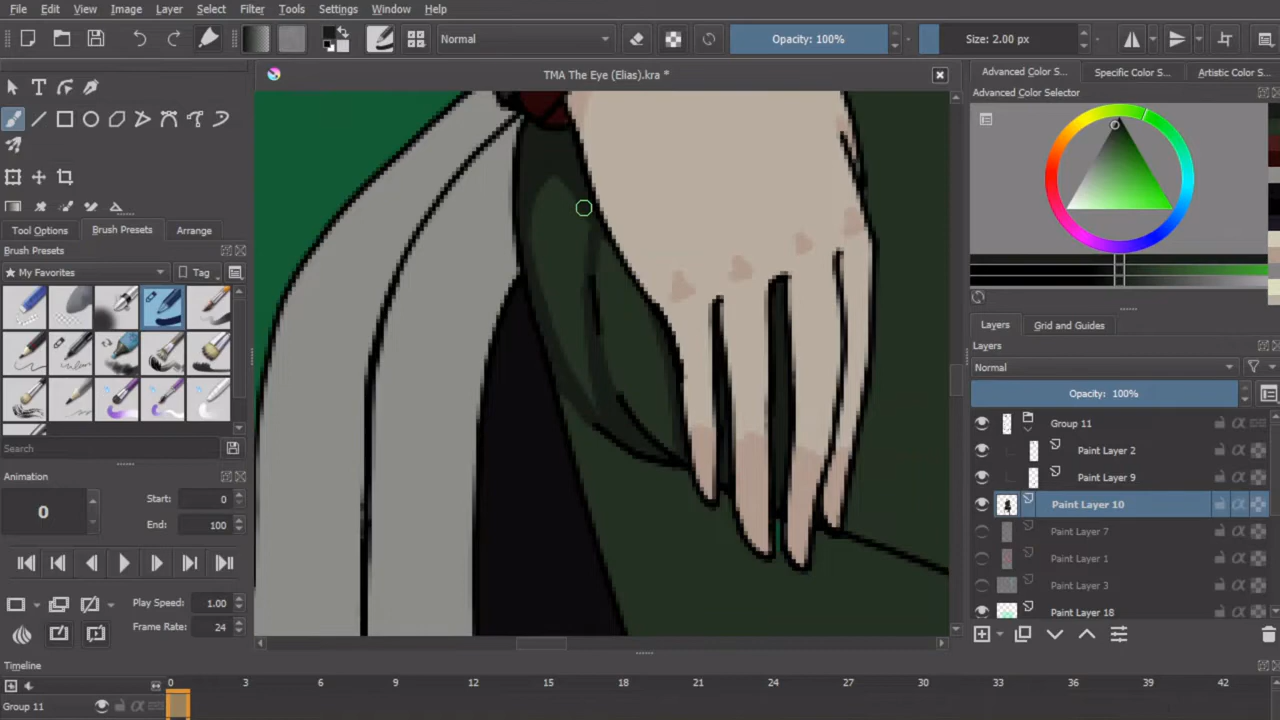 File Edit View Image Layer Select Filter Tools Settings Window Help
Normal Opacity: 100% Size: 2.00 px
TMA The Eye (Elias).kra *
Tool Options Brush Presets Arrange
Brush Presets
My Favorites Tag
Search
Animation
0 Start: 0
End: 100
Play Speed: 1.00
Frame Rate: 24
Advanced Color S... Specific Color S... Artistic Color S...
Advanced Color Selector
Layers Grid and Guides
Layers
Normal
Opacity: 100%
Group 11
Paint Layer 2
Paint Layer 9
Paint Layer 10
Paint Layer 7
Paint Layer 1
Paint Layer 3
Paint Layer 18
Timeline
0 3 6 9 12 15 18 21 24 27 30 33 36 39 42
Group 11